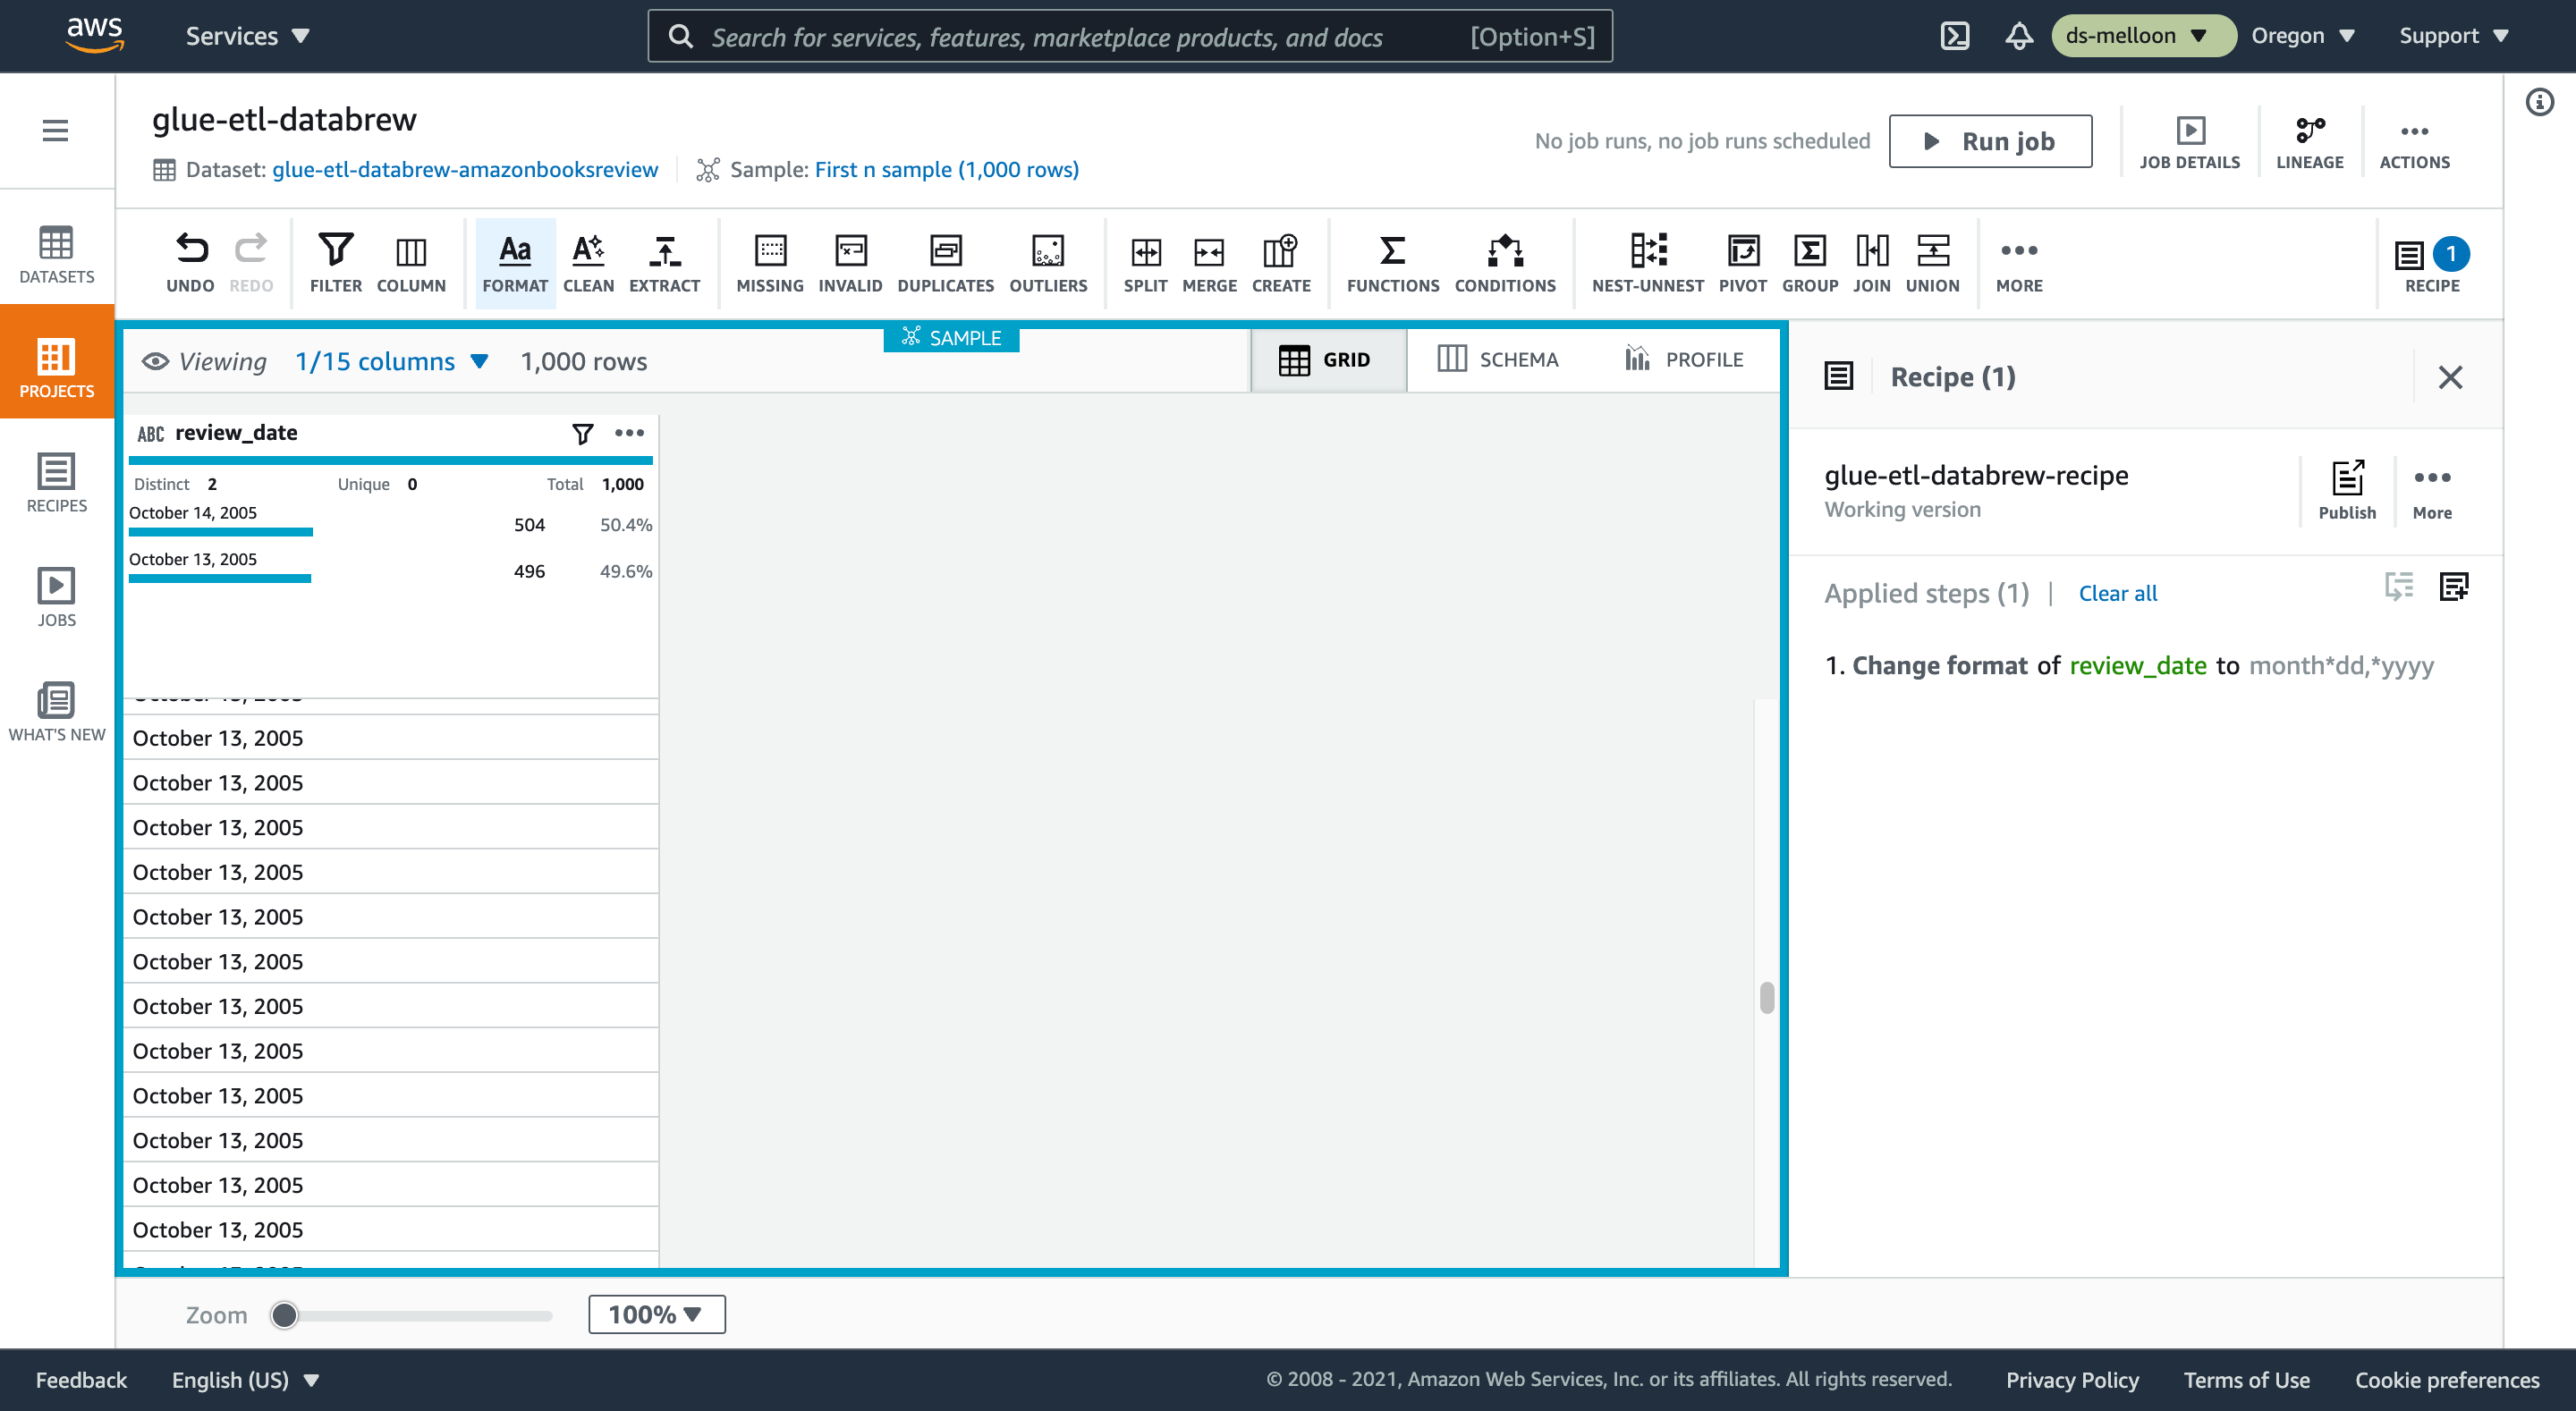 aws
Services
Search for services, features, marketplace products, and docs [Option+S]
ds-melloon
Oregon
Support
glue-etl-databrew
Dataset: glue-etl-databrew-amazonbooksreview
Sample: First n sample (1,000 rows)
No job runs, no job runs scheduled
Run job
JOB DETAILS
LINEAGE
ACTIONS
DATASETS
PROJECTS
RECIPES
JOBS
WHAT'S NEW
UNDO
REDO
FILTER
COLUMN
Aa
FORMAT
CLEAN
EXTRACT
MISSING
INVALID
DUPLICATES
OUTLIERS
SPLIT
MERGE
CREATE
FUNCTIONS
CONDITIONS
NEST-UNNEST
PIVOT
GROUP
JOIN
UNION
MORE
1
RECIPE
Viewing 1/15 columns 1,000 rows
SAMPLE
GRID
SCHEMA
PROFILE
ABC review_date
Distinct 2 Unique 0 Total 1,000
October 14, 2005 504 50.4%
October 13, 2005 496 49.6%
October 13, 2005
October 13, 2005
October 13, 2005
October 13, 2005
October 13, 2005
October 13, 2005
October 13, 2005
October 13, 2005
October 13, 2005
October 13, 2005
October 13, 2005
October 13, 2005
Recipe (1)
glue-etl-databrew-recipe
Working version
Publish
More
Applied steps (1) | Clear all
1. Change format of review_date to month*dd,*yyyy
Zoom
100%
Feedback
English (US)
© 2008 - 2021, Amazon Web Services, Inc. or its affiliates. All rights reserved.
Privacy Policy
Terms of Use
Cookie preferences